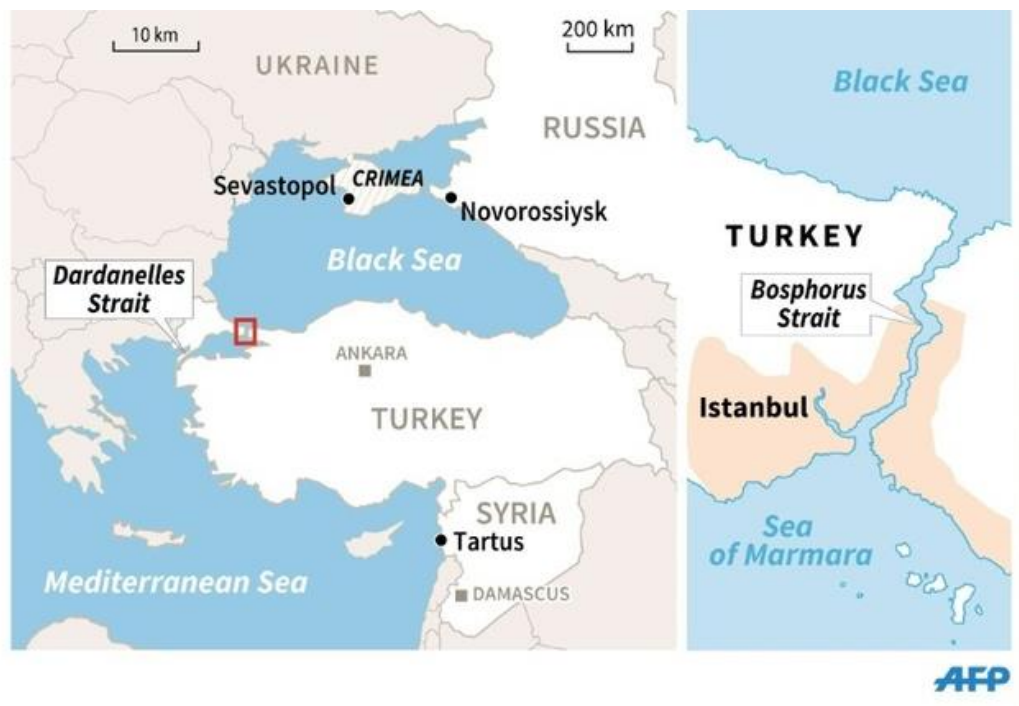 10 km
200 km
UKRAINE
RUSSIA
Sevastopol
CRIMEA
Novorossiysk
Black Sea
Dardanelles
Strait
ANKARA
TURKEY
SYRIA
Tartus
Mediterranean Sea
DAMASCUS
Black Sea
TURKEY
Bosphorus
Strait
Istanbul
Sea
of Marmara
AFP